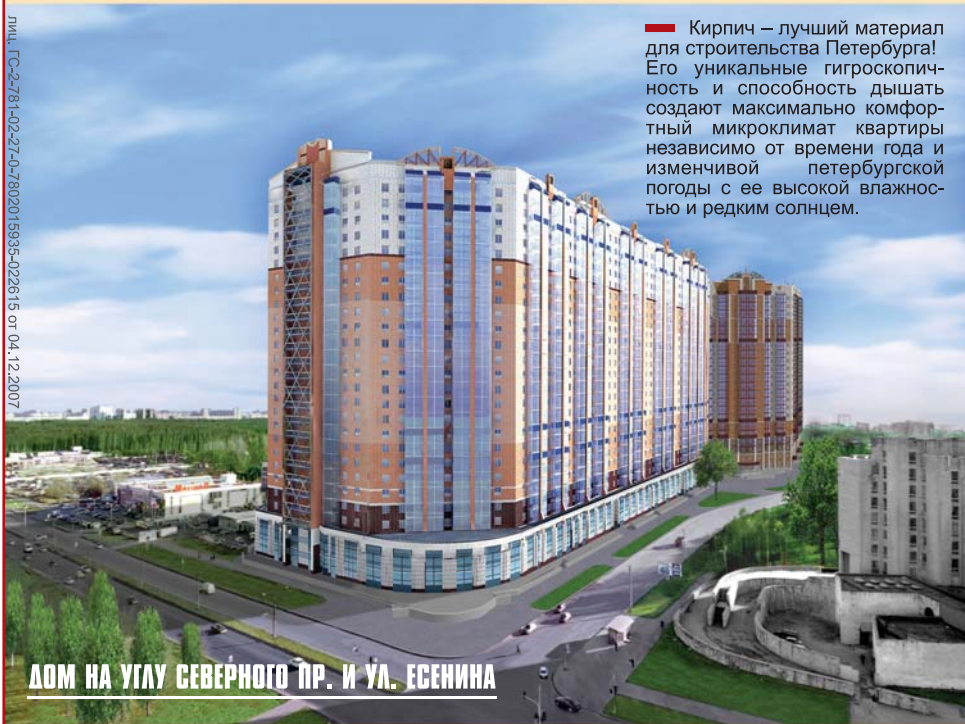 Кирпич – лучший материал
для строительства Петербурга!
Его уникальные гигроскопич-
ность и способность дышать
создают максимально комфор-
тный микроклимат квартиры
независимо от времени года и
изменчивой петербургской
погоды с ее высокой влажнос-
тью и редким солнцем.
лиц. ГС-2-781-02-27-0-7802015935-022615 от 04.12.2007
ДОМ НА УГЛУ СЕВЕРНОГО ПР. И УЛ. ЕСЕНИНА